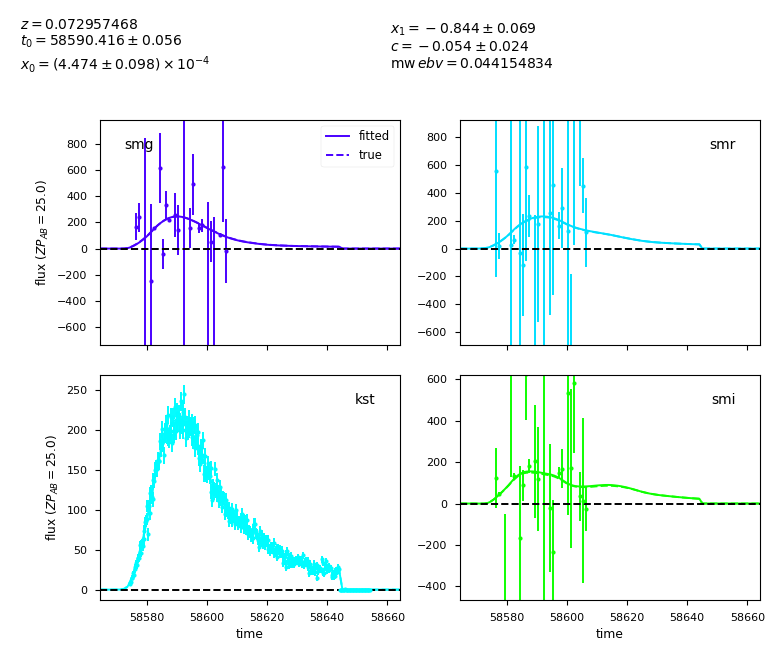 z = 0.072957468
t₀ = 58590.416 ± 0.056
x₀ = (4.474 ± 0.098) × 10⁻⁴
x₁ = −0.844 ± 0.069
c = −0.054 ± 0.024
mw ebv = 0.044154834
smg
fitted
true
800
600
400
200
0
−200
−400
−600
flux (ZP_AB = 25.0)
smr
800
600
400
200
0
−200
−400
−600
kst
250
200
150
100
50
0
flux (ZP_AB = 25.0)
58580 58600 58620 58640 58660
time
smi
600
400
200
0
−200
−400
58580 58600 58620 58640 58660
time